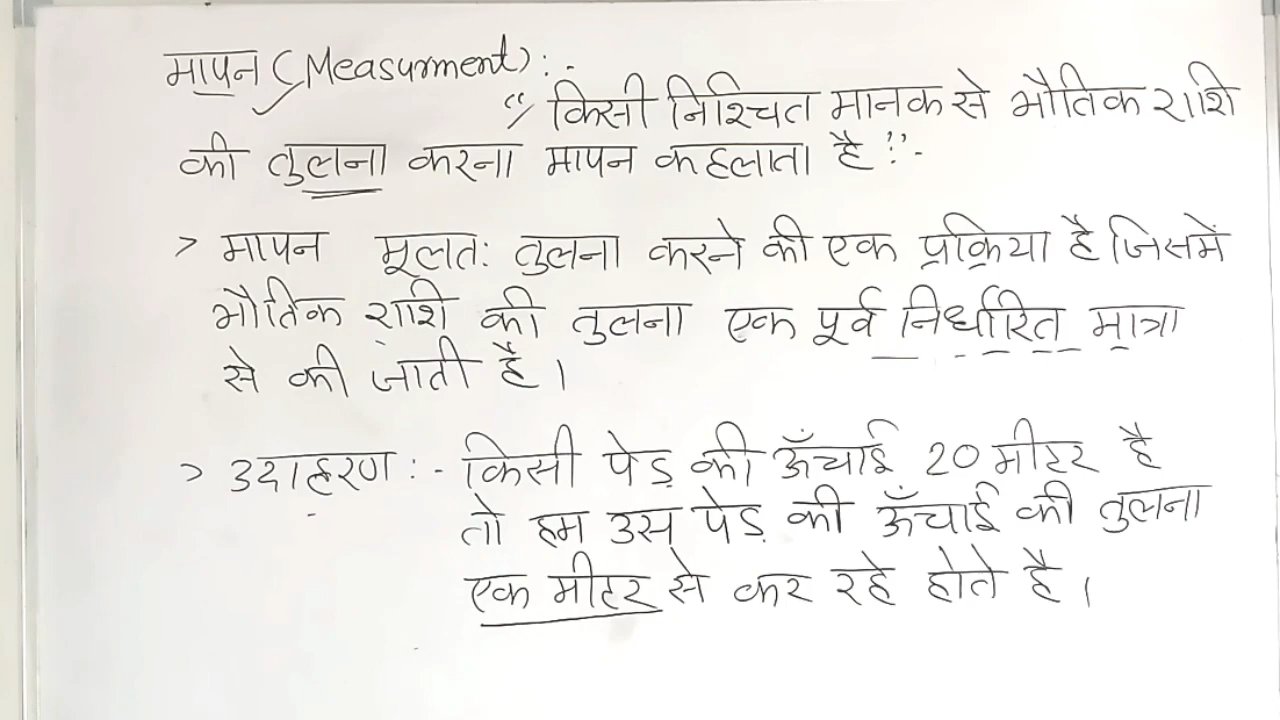 मापन (Measurment):-
“ किसी निश्चित मानक से भौतिक राशि
की तुलना करना मापन कहलाता है ”-
> मापन मूलत: तुलना करने की एक प्रक्रिया है जिसमें
भौतिक राशि की तुलना एक पूर्व निर्धारित मात्रा
से की जाती है।
> उदाहरण :- किसी पेड़ की ऊँचाई 20 मीटर है
तो हम उस पेड़ की ऊँचाई की तुलना
एक मीटर से कर रहे होते है।